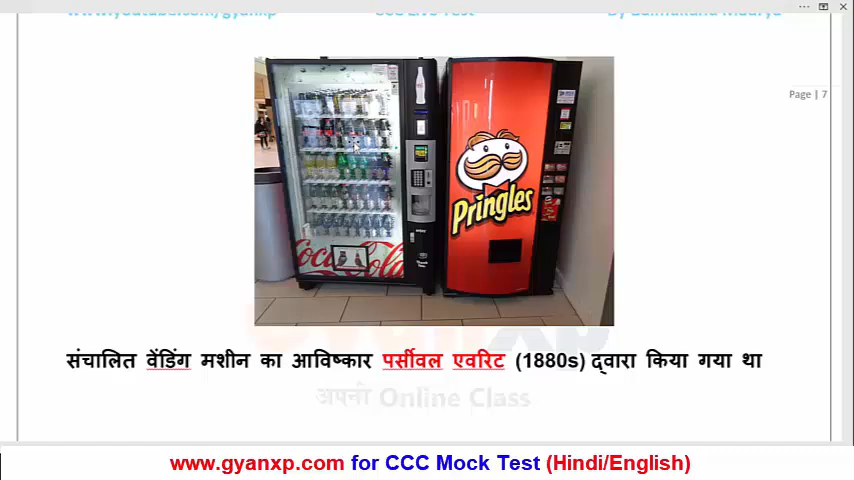 Page | 7
Coca-Cola
Pringles
संचालित वेंडिंग मशीन का आविष्कार पर्सीवल एवरिट (1880s) द्वारा किया गया था
अपनी Online Class
www.gyanxp.com for CCC Mock Test (Hindi/English)